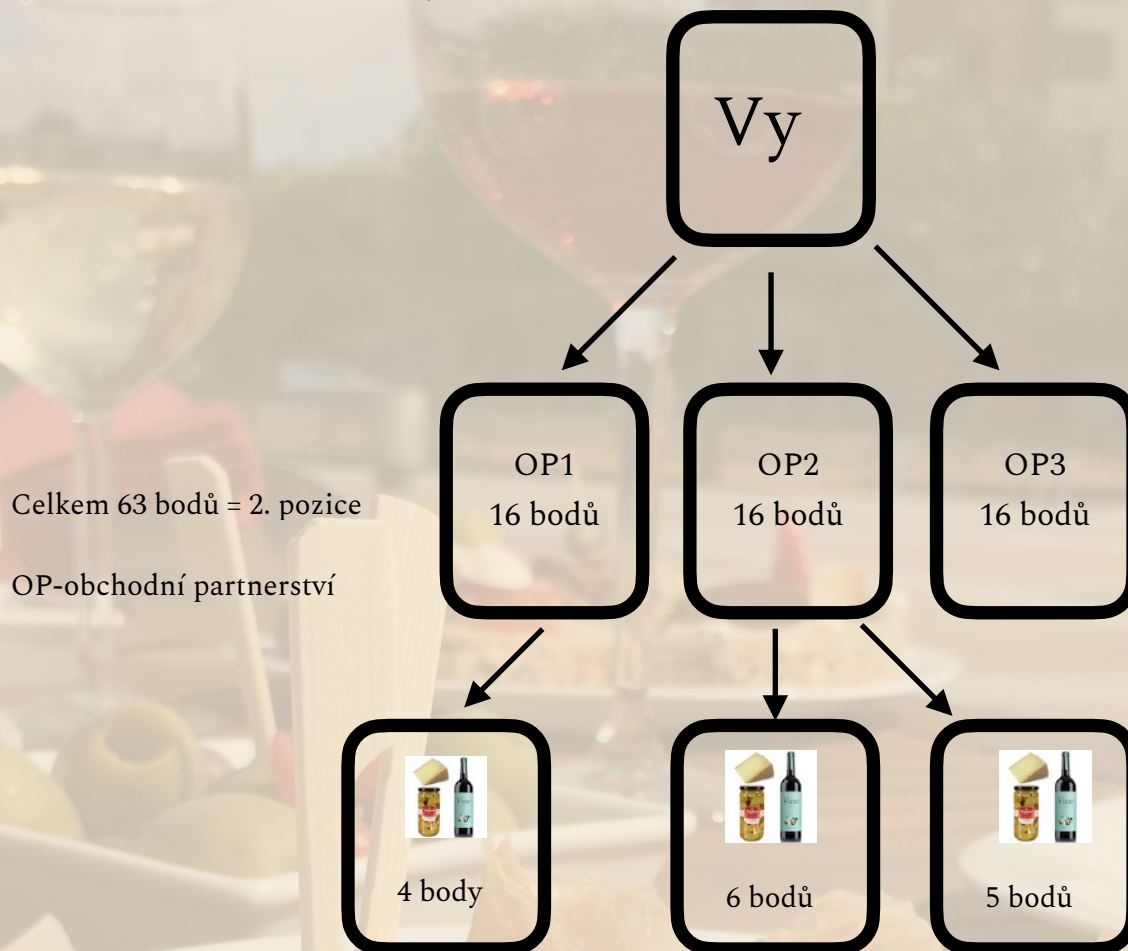 Vy
OP1
16 bodů
OP2
16 bodů
OP3
16 bodů
Celkem 63 bodů = 2. pozice
OP-obchodní partnerství
4 body
6 bodů
5 bodů